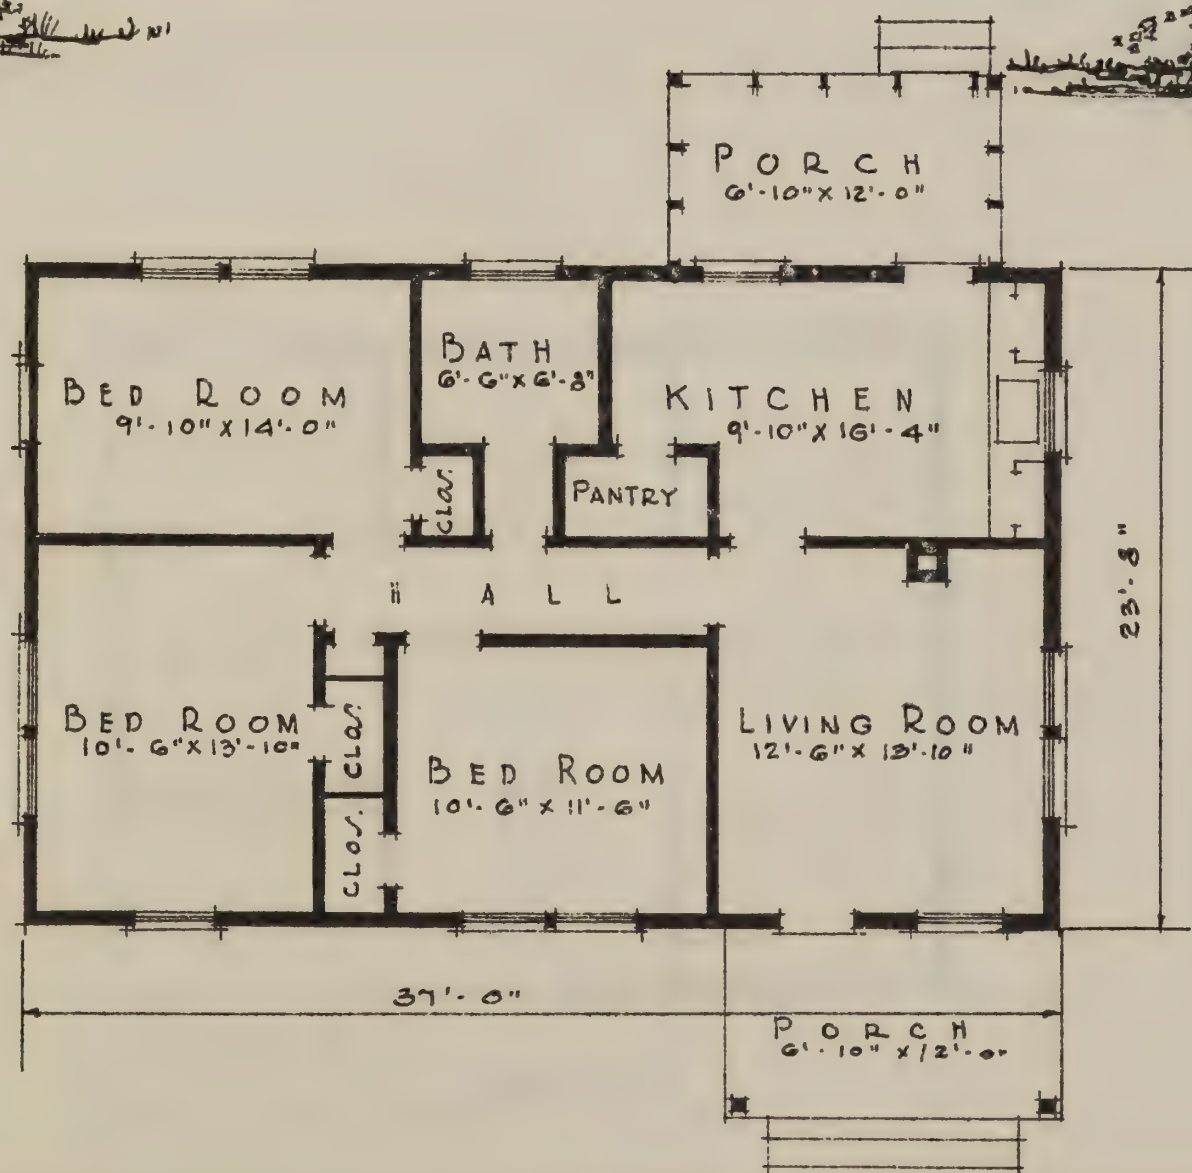 PORCH
6'-10" X 12'-0"
BATH
6'-6" X 6'-8"
BED ROOM
9'-10" X 14'-0"
KITCHEN
9'-10" X 16'-4"
CLOS.
PANTRY
HALL
23'-8"
BED ROOM
10'-6" X 13'-10"
CLOS.
LIVING ROOM
12'-6" X 13'-10"
BED ROOM
10'-6" X 11'-6"
CLOS.
37'-0"
PORCH
6'-10" X 12'-0"